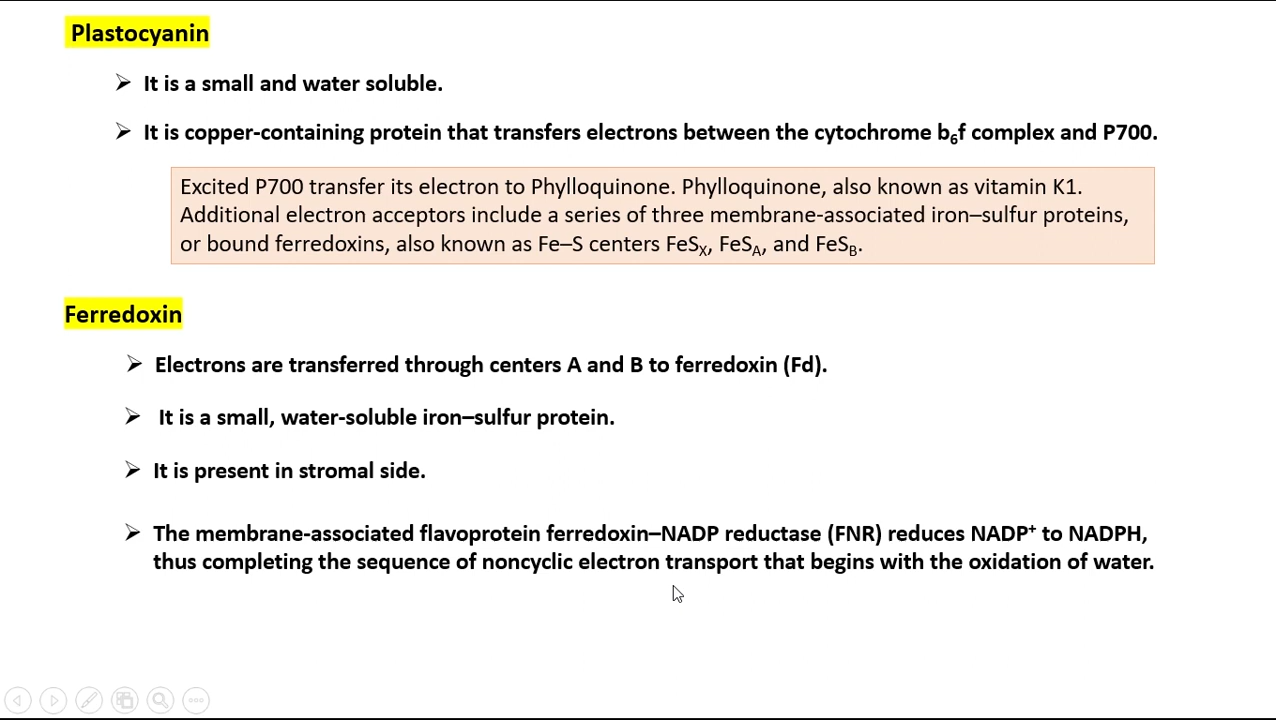 Plastocyanin
➢ It is a small and water soluble.
➢ It is copper-containing protein that transfers electrons between the cytochrome b₆f complex and P700.
Excited P700 transfer its electron to Phylloquinone. Phylloquinone, also known as vitamin K1.
Additional electron acceptors include a series of three membrane-associated iron–sulfur proteins,
or bound ferredoxins, also known as Fe–S centers FeSX, FeSA, and FeSB.
Ferredoxin
➢ Electrons are transferred through centers A and B to ferredoxin (Fd).
➢ It is a small, water-soluble iron–sulfur protein.
➢ It is present in stromal side.
➢ The membrane-associated flavoprotein ferredoxin–NADP reductase (FNR) reduces NADP⁺ to NADPH,
thus completing the sequence of noncyclic electron transport that begins with the oxidation of water.